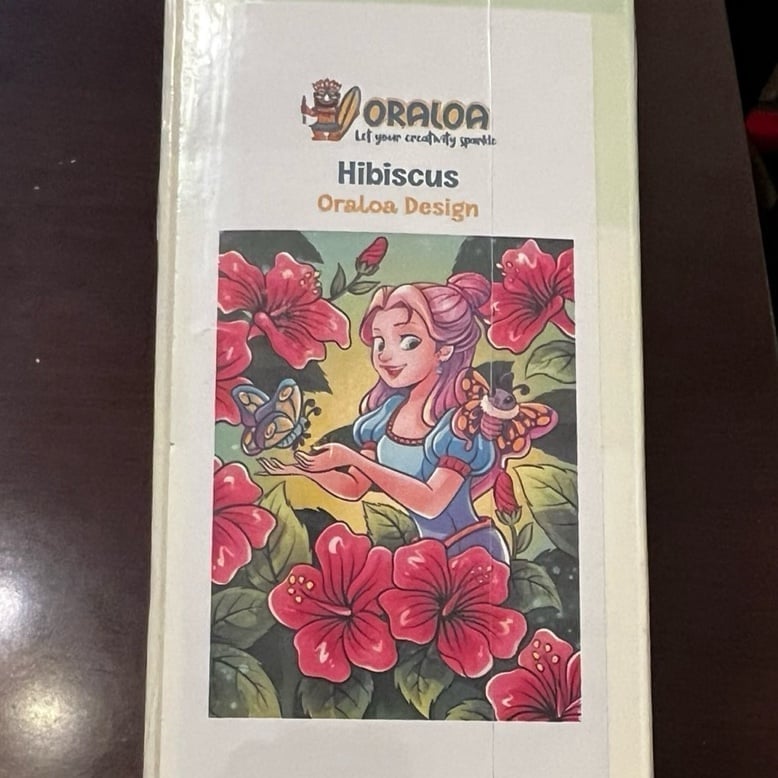 ORALOA
Let your creativity sparkle
Hibiscus
Oraloa Design